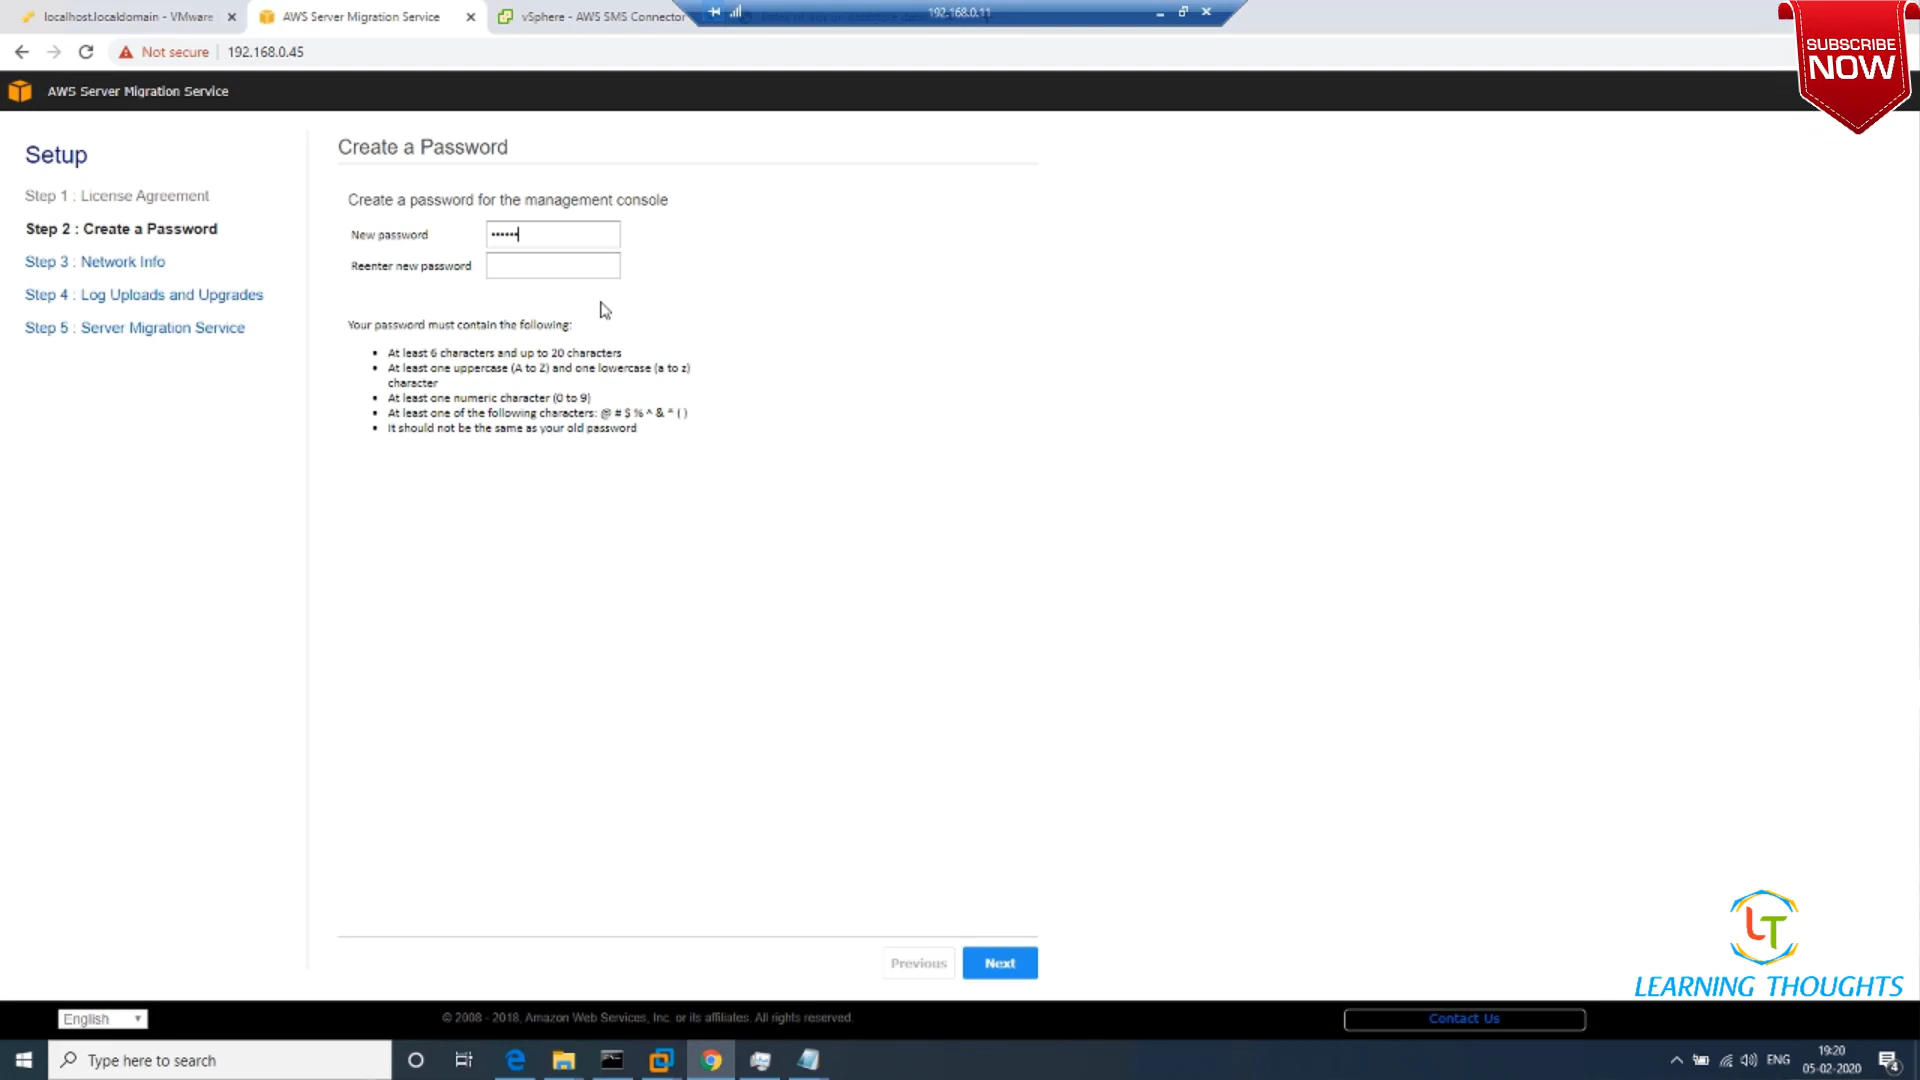 localhost.localdomain - VMware
AWS Server Migration Service
vSphere - AWS SMS Connector
192.168.0.11
Not secure
192.168.0.45
SUBSCRIBE
NOW
AWS Server Migration Service
Setup
Step 1 : License Agreement
Step 2 : Create a Password
Step 3 : Network Info
Step 4 : Log Uploads and Upgrades
Step 5 : Server Migration Service
Create a Password
Create a password for the management console
New password
••••••
Reenter new password
Your password must contain the following:
• At least 6 characters and up to 20 characters
• At least one uppercase (A to Z) and one lowercase (a to z)
character
• At least one numeric character (0 to 9)
• At least one of the following characters: @ # $ % ^ & * ( )
• It should not be the same as your old password
Previous
Next
LT
LEARNING THOUGHTS
English
© 2008 - 2018, Amazon Web Services, Inc. or its affiliates. All rights reserved.
Contact Us
Type here to search
ENG
19:20
05-02-2020
4